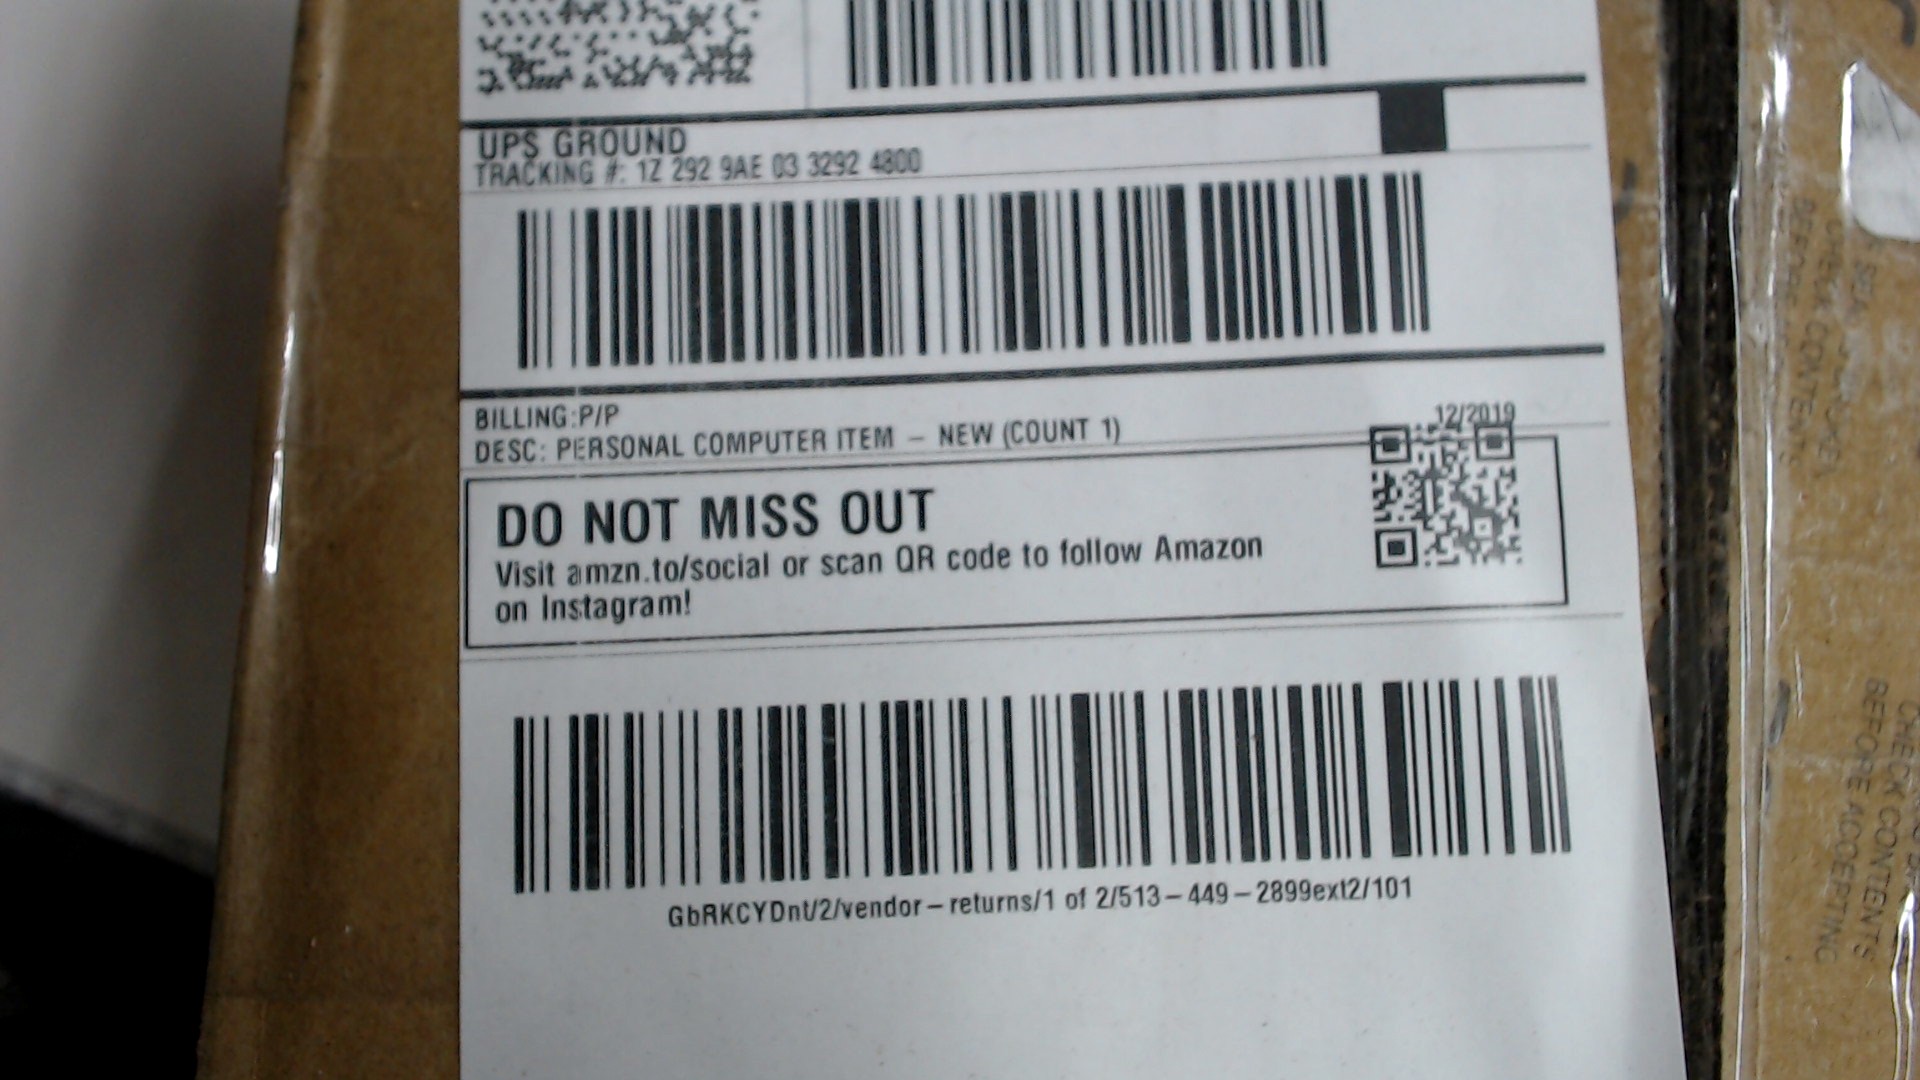 UPS GROUND
TRACKING #: 1Z 292 9AE 03 3292 4800
BILLING:P/P
DESC: PERSONAL COMPUTER ITEM – NEW (COUNT 1)
12/2019
DO NOT MISS OUT
Visit amzn.to/social or scan QR code to follow Amazon
on Instagram!
GbRKCYDnt/2/vendor–returns/1 of 2/513–449–2899ext2/101
CHECK CONTENTS
BEFORE ACCEPTING